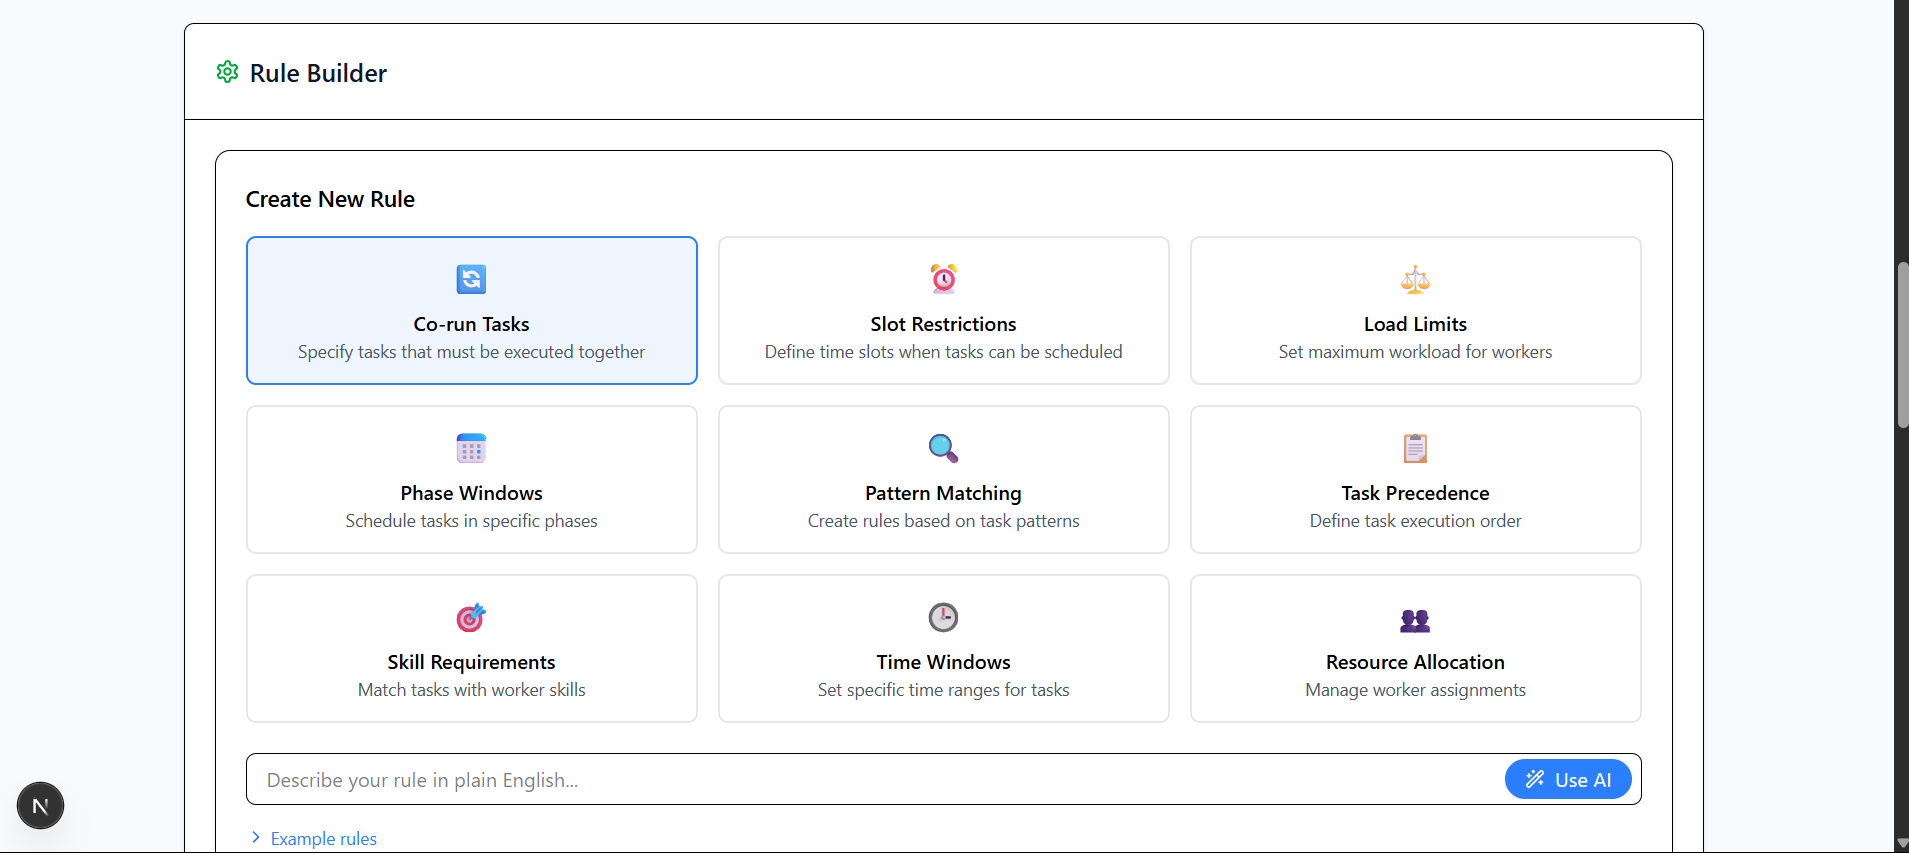 Rule Builder
Create New Rule
Co-run Tasks
Specify tasks that must be executed together
Slot Restrictions
Define time slots when tasks can be scheduled
Load Limits
Set maximum workload for workers
Phase Windows
Schedule tasks in specific phases
Pattern Matching
Create rules based on task patterns
Task Precedence
Define task execution order
Skill Requirements
Match tasks with worker skills
Time Windows
Set specific time ranges for tasks
Resource Allocation
Manage worker assignments
Describe your rule in plain English...
Use AI
N
Example rules